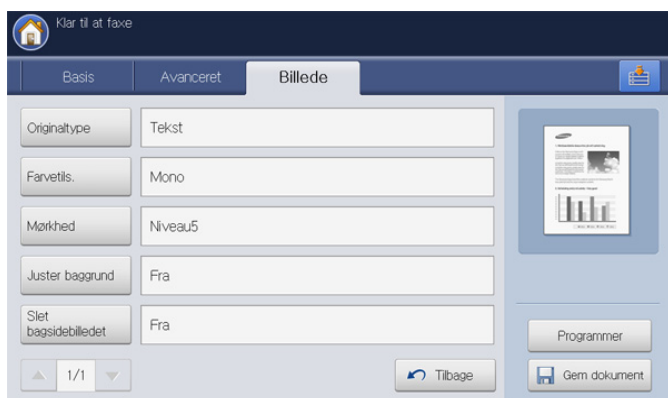 Klar til at faxe
Basis
Avanceret
Billede
Originaltype
Tekst
Farvetils.
Mono
Mørkhed
Niveau5
Juster baggrund
Fra
Slet
bagsidebilledet
Fra
Programmer
1/1
Tilbage
Gem dokument